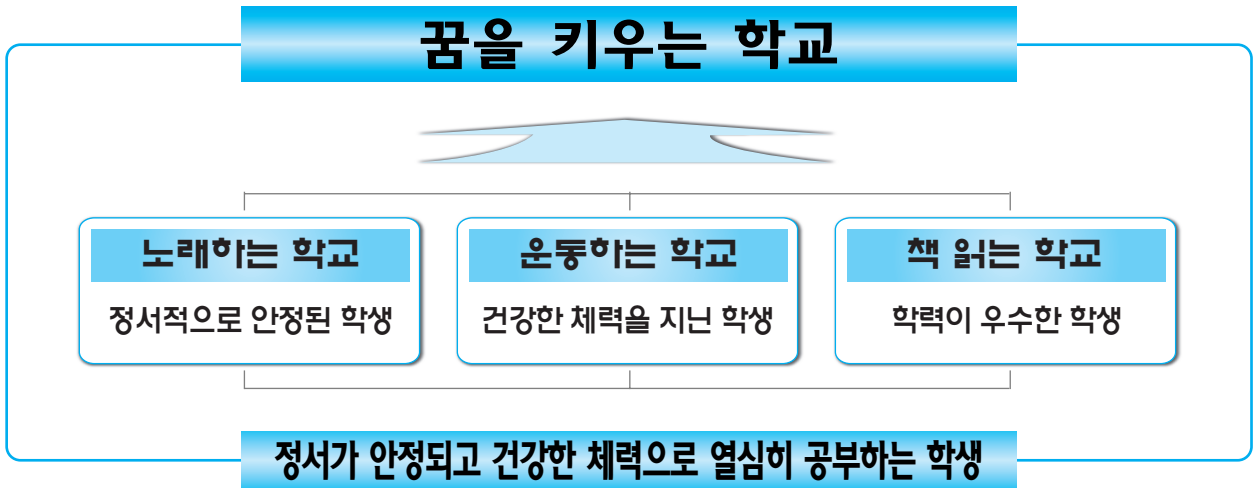 꿈을 키우는 학교
노래하는 학교
정서적으로 안정된 학생
운동하는 학교
건강한 체력을 지닌 학생
책 읽는 학교
학력이 우수한 학생
정서가 안정되고 건강한 체력으로 열심히 공부하는 학생